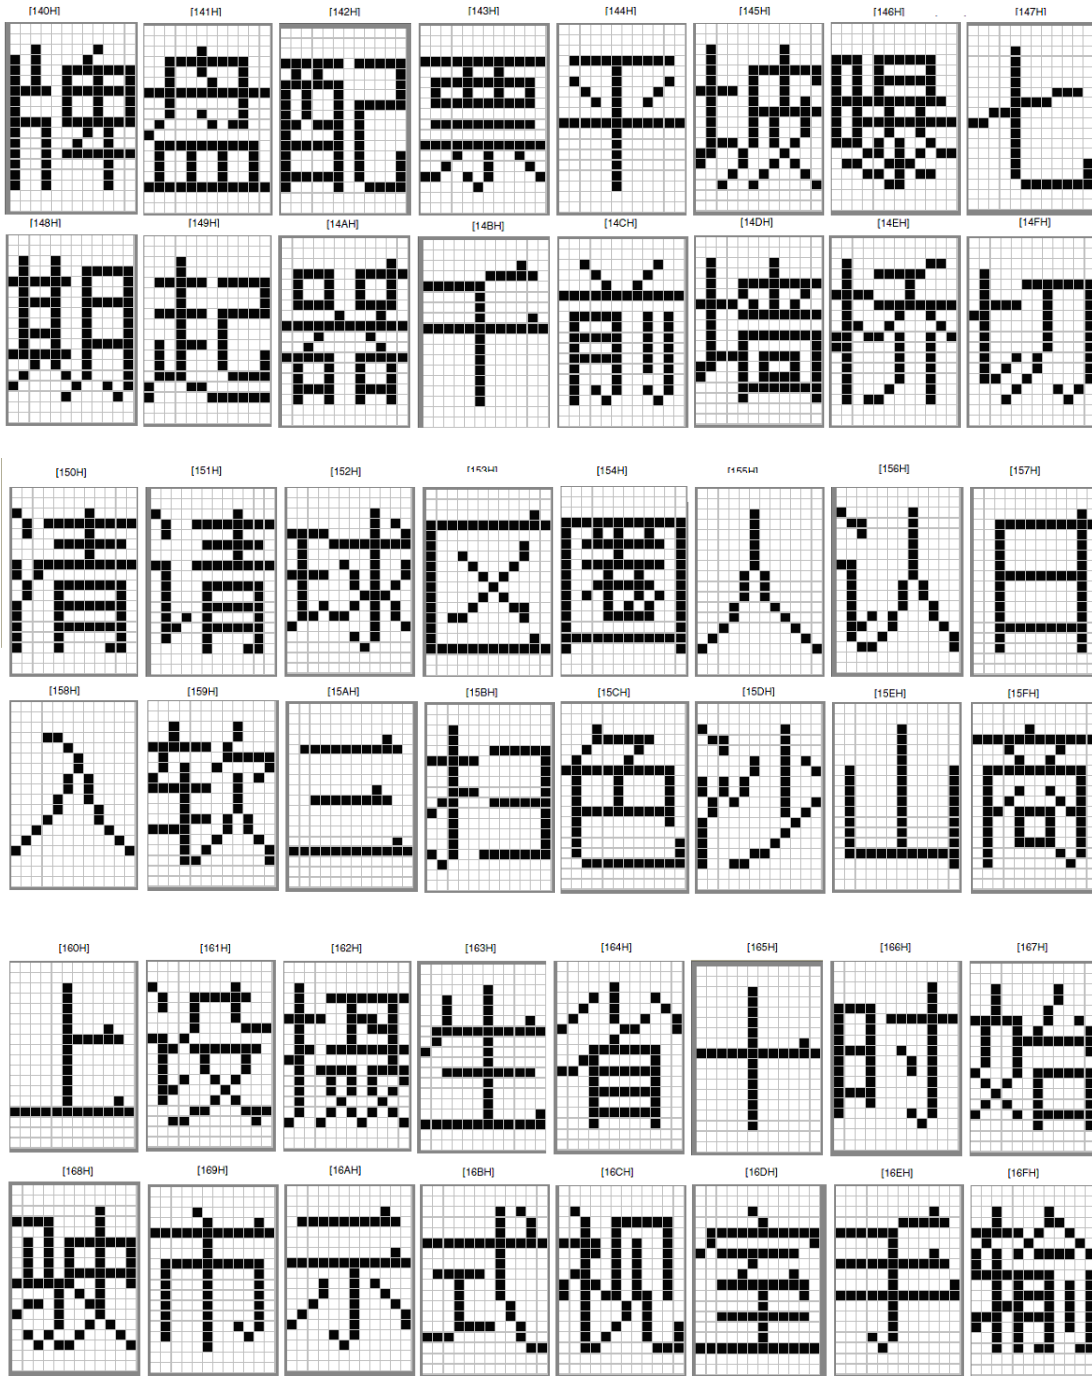 [140H] [141H] [142H] [143H] [144H] [145H] [146H] [147H]
牌 盘 配 票 平 坡 曝 七
[148H] [149H] [14AH] [14BH] [14CH] [14DH] [14EH] [14FH]
期 起 器 千 前 墙 桥 切
[150H] [151H] [152H] [153H] [154H] [155H] [156H] [157H]
清 请 球 区 圈 人 认 日
[158H] [159H] [15AH] [15BH] [15CH] [15DH] [15EH] [15FH]
入 软 三 扫 色 沙 山 商
[160H] [161H] [162H] [163H] [164H] [165H] [166H] [167H]
上 设 摄 生 省 十 时 始
[168H] [169H] [16AH] [16BH] [16CH] [16DH] [16EH] [16FH]
驶 市 示 式 视 室 手 输